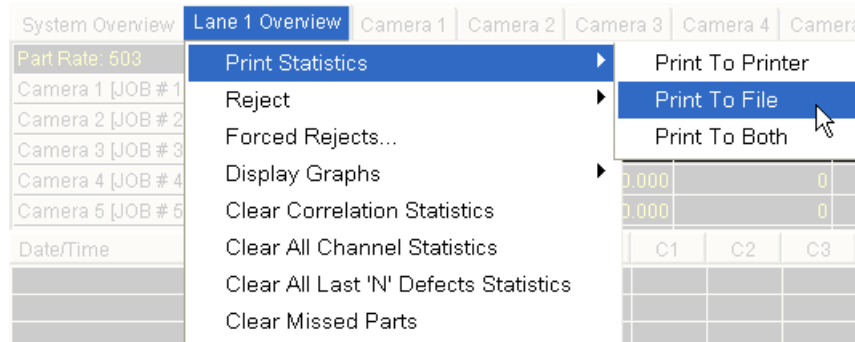 System Overview Lane 1 Overview Camera 1 Camera 2 Camera 3 Camera 4
Part Rate: 503 Print Statistics Print To Printer
Camera 1 [JOB # 1 Reject Print To File
Camera 2 [JOB # 2 Forced Rejects... Print To Both
Camera 3 [JOB # 3
Camera 4 [JOB # 4 Display Graphs 0.000 0
Camera 5 [JOB # 5 Clear Correlation Statistics 0.000 0
Date/Time Clear All Channel Statistics C1 C2 C3
Clear All Last 'N' Defects Statistics
Clear Missed Parts